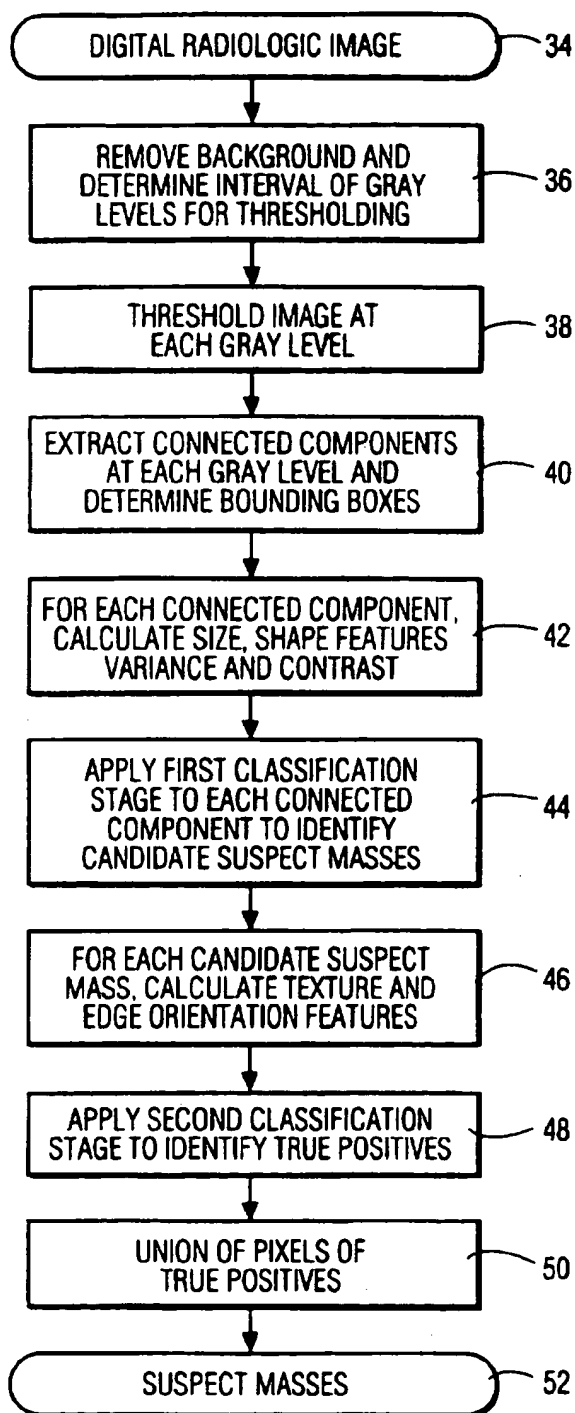 DIGITAL RADIOLOGIC IMAGE
34
REMOVE BACKGROUND AND
DETERMINE INTERVAL OF GRAY
LEVELS FOR THRESHOLDING
36
THRESHOLD IMAGE AT
EACH GRAY LEVEL
38
EXTRACT CONNECTED COMPONENTS
AT EACH GRAY LEVEL AND
DETERMINE BOUNDING BOXES
40
FOR EACH CONNECTED COMPONENT,
CALCULATE SIZE, SHAPE FEATURES
VARIANCE AND CONTRAST
42
APPLY FIRST CLASSIFICATION
STAGE TO EACH CONNECTED
COMPONENT TO IDENTIFY
CANDIDATE SUSPECT MASSES
44
FOR EACH CANDIDATE SUSPECT
MASS, CALCULATE TEXTURE AND
EDGE ORIENTATION FEATURES
46
APPLY SECOND CLASSIFICATION
STAGE TO IDENTIFY TRUE POSITIVES
48
UNION OF PIXELS OF
TRUE POSITIVES
50
SUSPECT MASSES
52